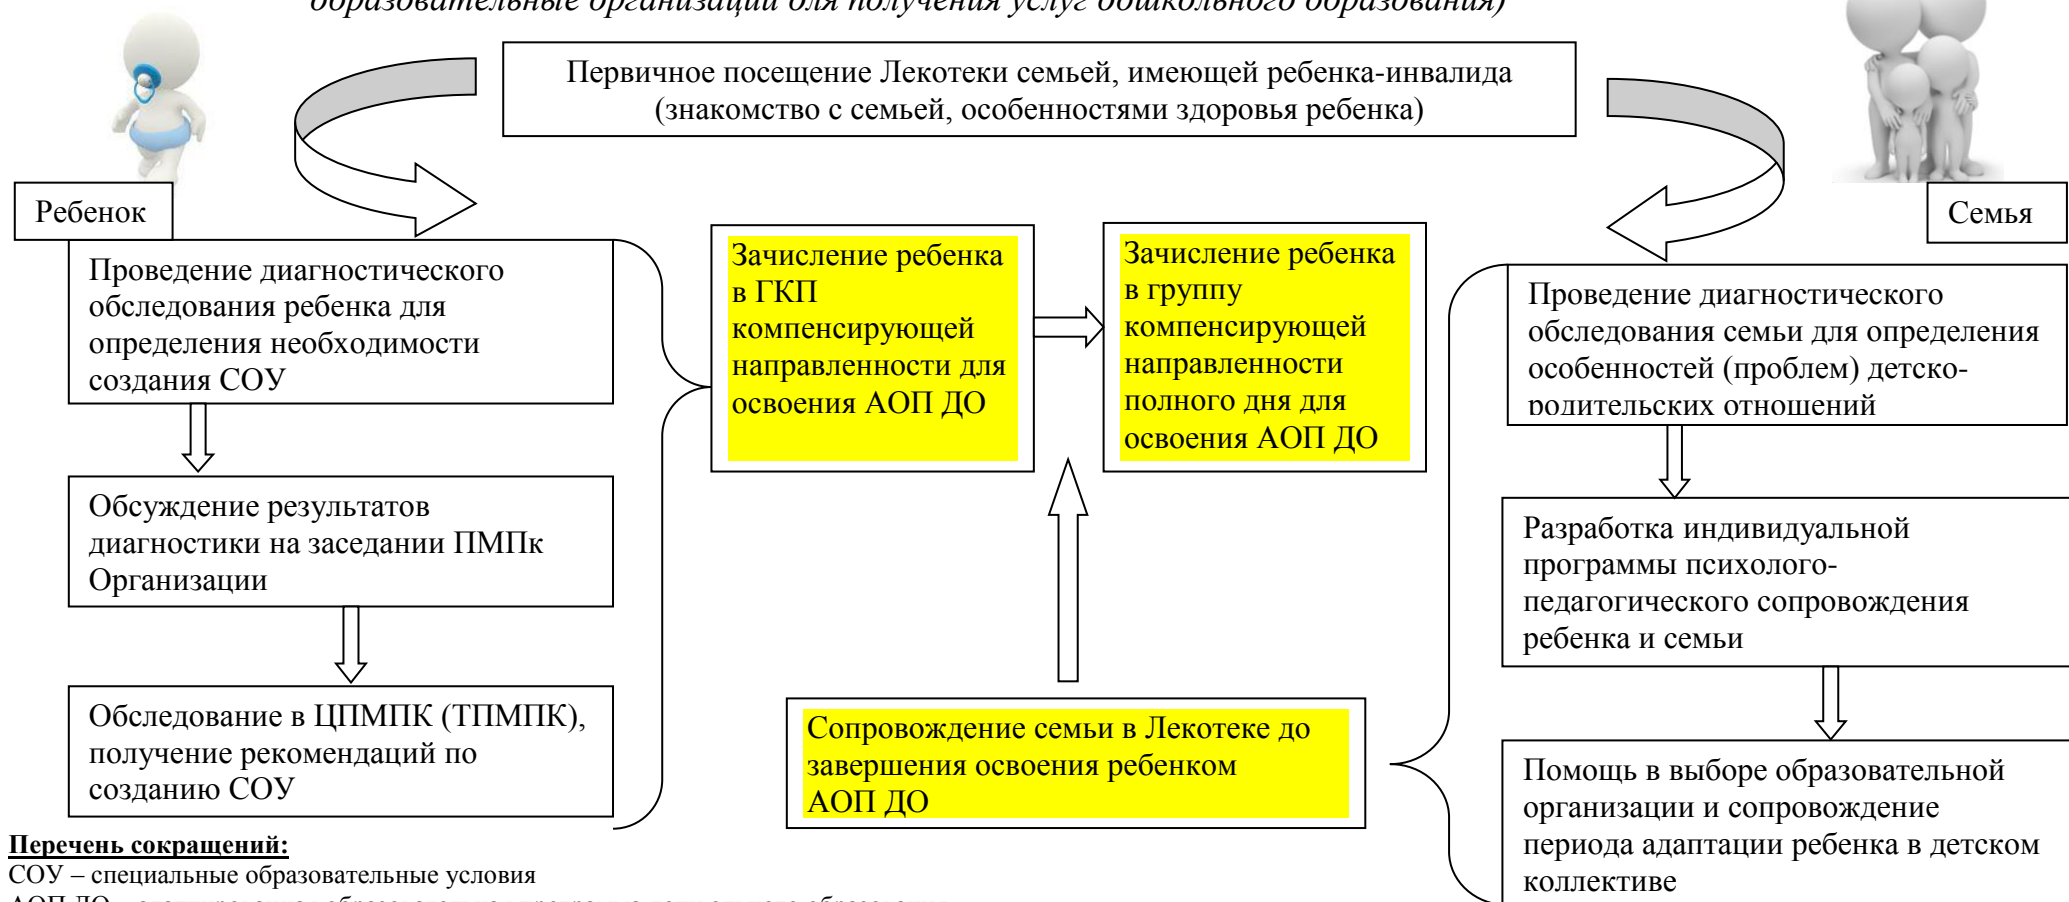 образовательные организации для получения услуг дошкольного образования)
Первичное посещение Лекотеки семьей, имеющей ребенка-инвалида
(знакомство с семьей, особенностями здоровья ребенка)
Ребенок
Семья
Проведение диагностического
обследования ребенка для
определения необходимости
создания СОУ
Обсуждение результатов
диагностики на заседании ПМПк
Организации
Обследование в ЦПМПК (ТПМПК),
получение рекомендаций по
созданию СОУ
Зачисление ребенка
в ГКП
компенсирующей
направленности для
освоения АОП ДО
Зачисление ребенка
в группу
компенсирующей
направленности
полного дня для
освоения АОП ДО
Сопровождение семьи в Лекотеке до
завершения освоения ребенком
АОП ДО
Проведение диагностического
обследования семьи для определения
особенностей (проблем) детско-
родительских отношений
Разработка индивидуальной
программы психолого-
педагогического сопровождения
ребенка и семьи
Помощь в выборе образовательной
организации и сопровождение
периода адаптации ребенка в детском
коллективе
Перечень сокращений:
СОУ – специальные образовательные условия